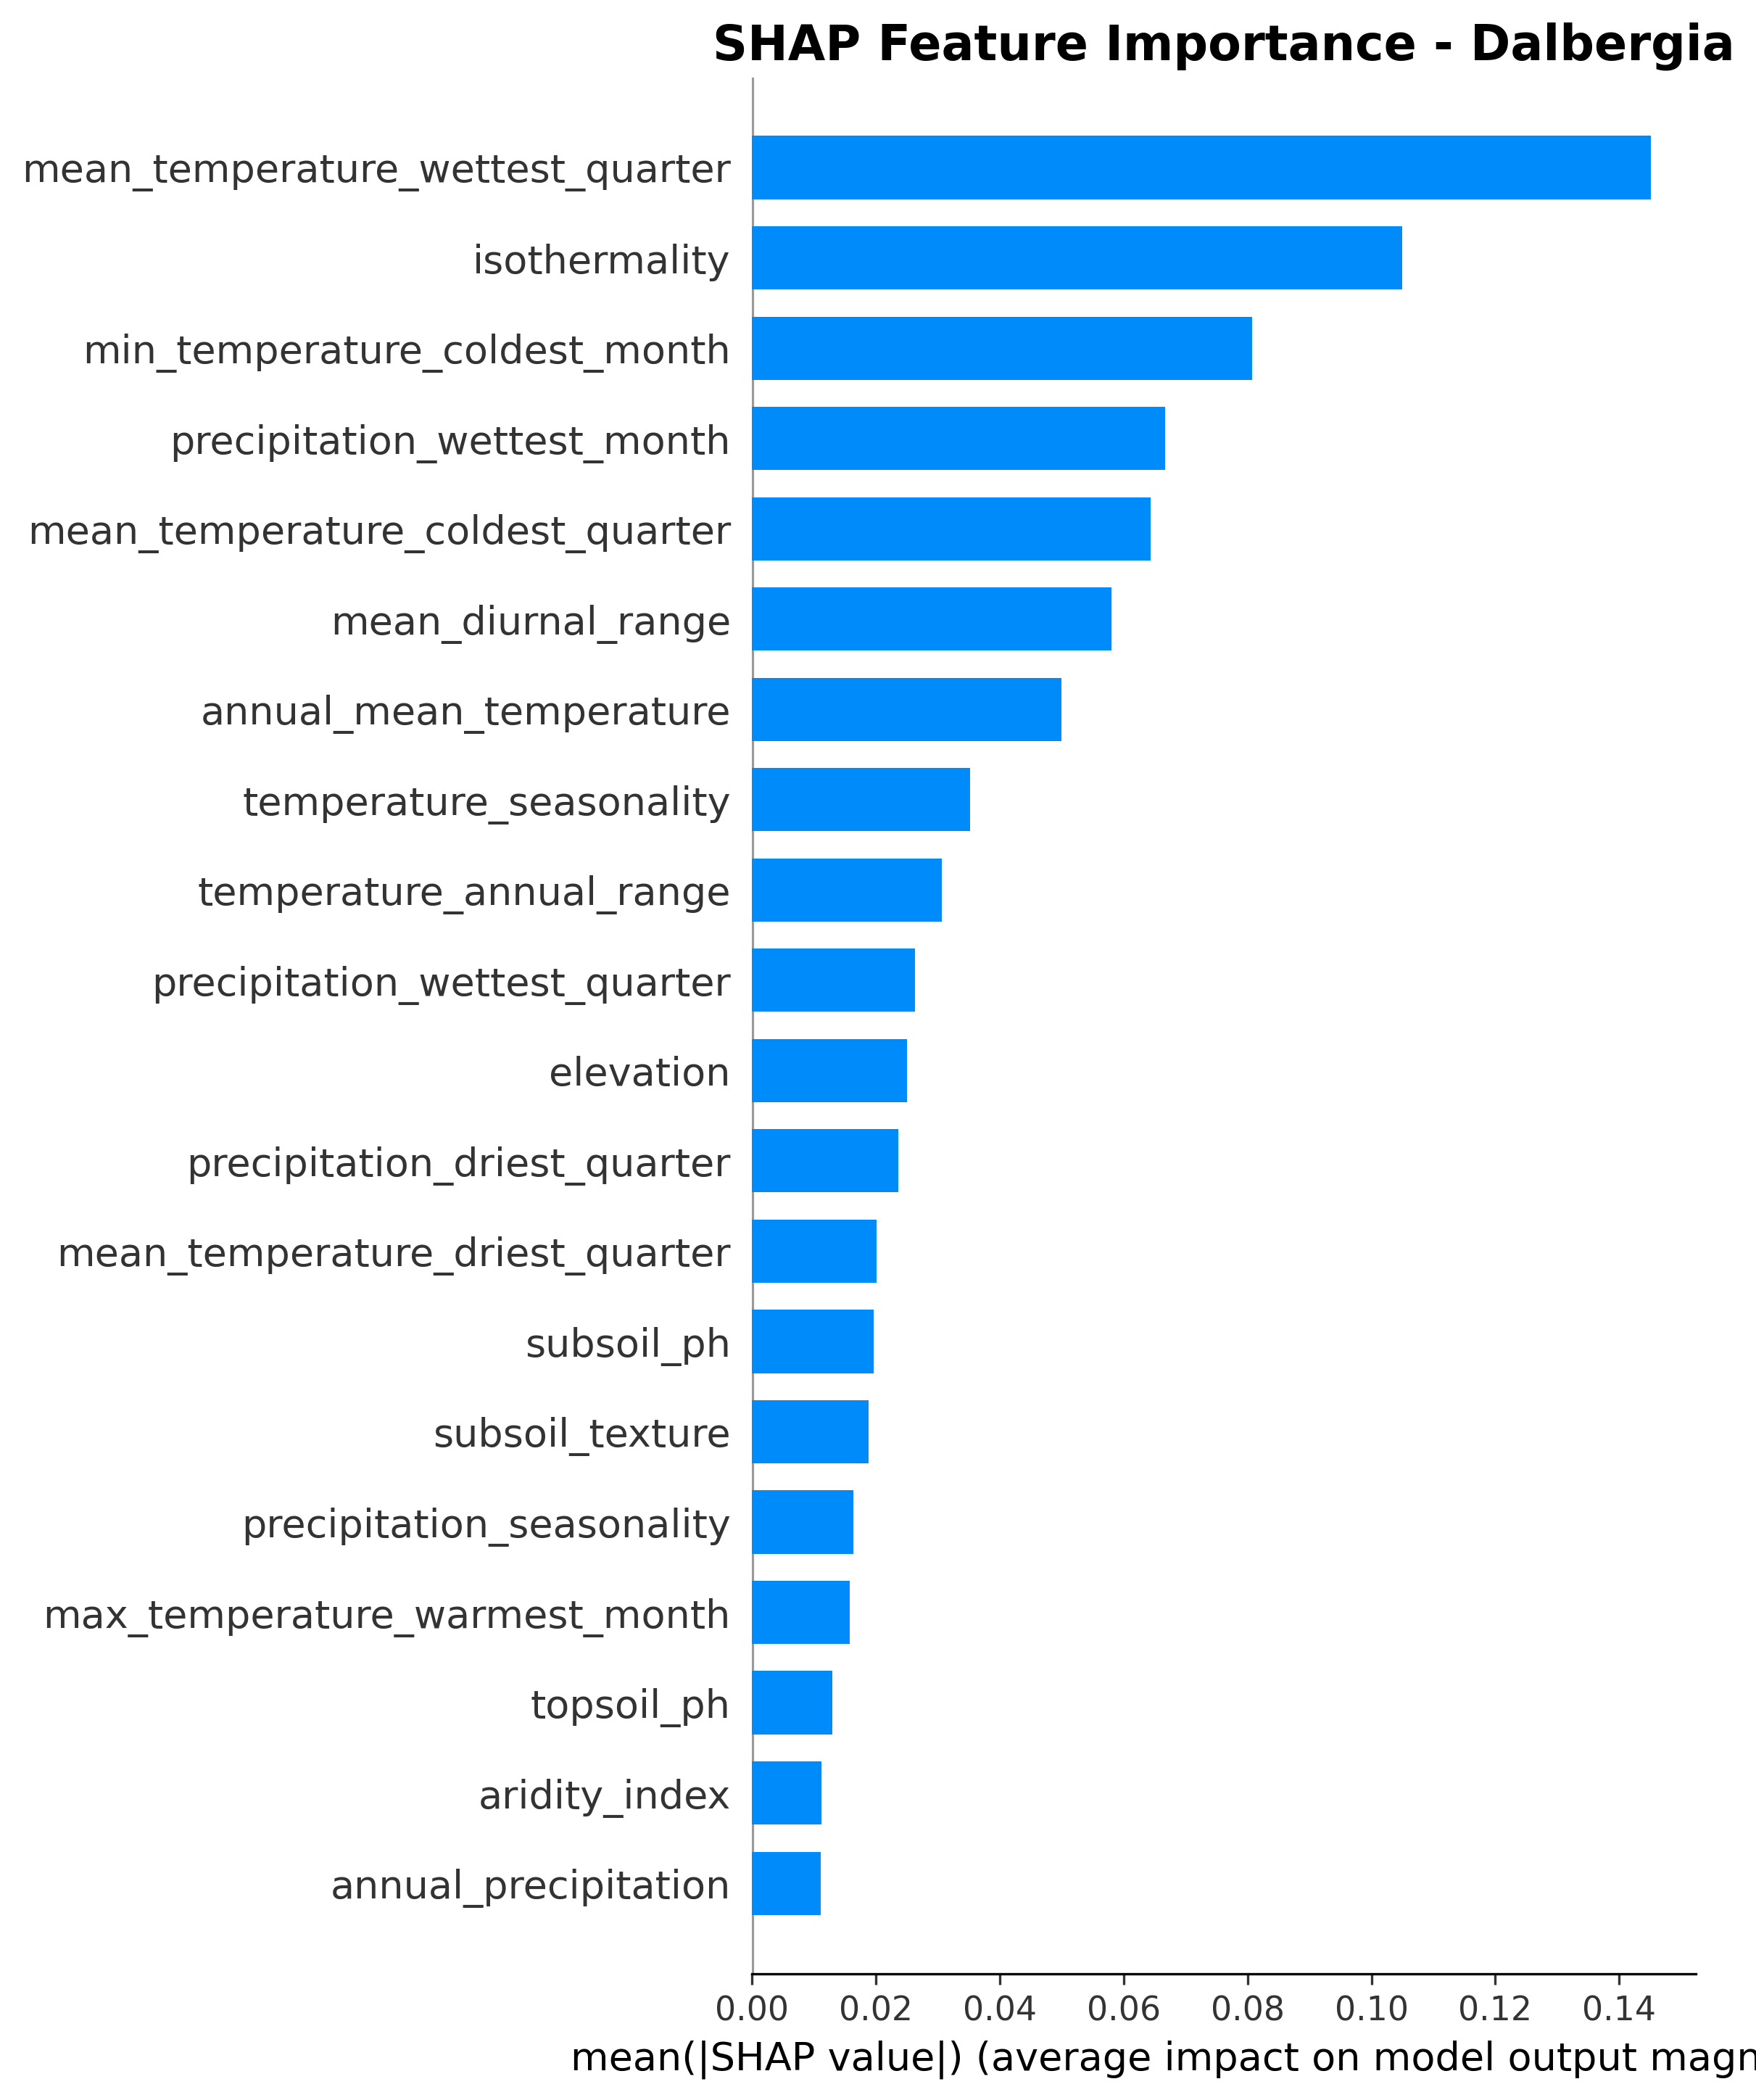 SHAP Feature Importance - Dalbergia
mean_temperature_wettest_quarter
isothermality
min_temperature_coldest_month
precipitation_wettest_month
mean_temperature_coldest_quarter
mean_diurnal_range
annual_mean_temperature
temperature_seasonality
temperature_annual_range
precipitation_wettest_quarter
elevation
precipitation_driest_quarter
mean_temperature_driest_quarter
subsoil_ph
subsoil_texture
precipitation_seasonality
max_temperature_warmest_month
topsoil_ph
aridity_index
annual_precipitation
0.00 0.02 0.04 0.06 0.08 0.10 0.12 0.14
mean(|SHAP value|) (average impact on model output magn